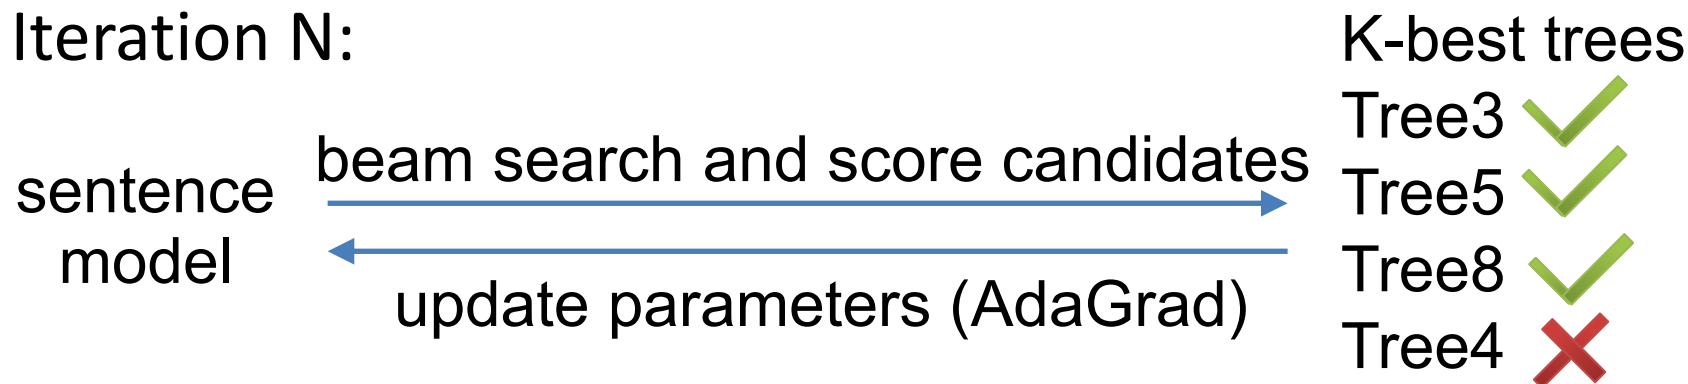 Iteration N:
sentence
model
beam search and score candidates
update parameters (AdaGrad)
K-best trees
Tree3
Tree5
Tree8
Tree4